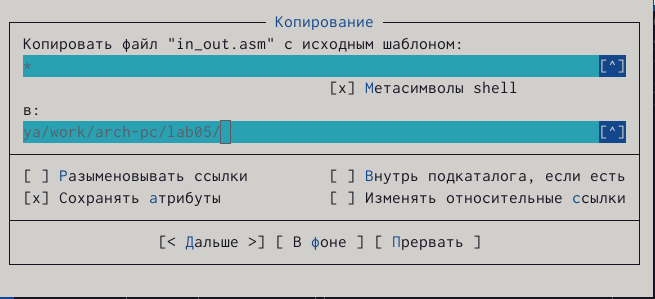 Копирование
Копировать файл "in_out.asm" с исходным шаблоном:
* [^]
[x] Метасимволы shell
в:
ya/work/arch-pc/lab05/ [^]
[ ] Разыменовывать ссылки [ ] Внутрь подкаталога, если есть
[x] Сохранять атрибуты [ ] Изменять относительные ссылки
[< Дальше >] [ В фоне ] [ Прервать ]